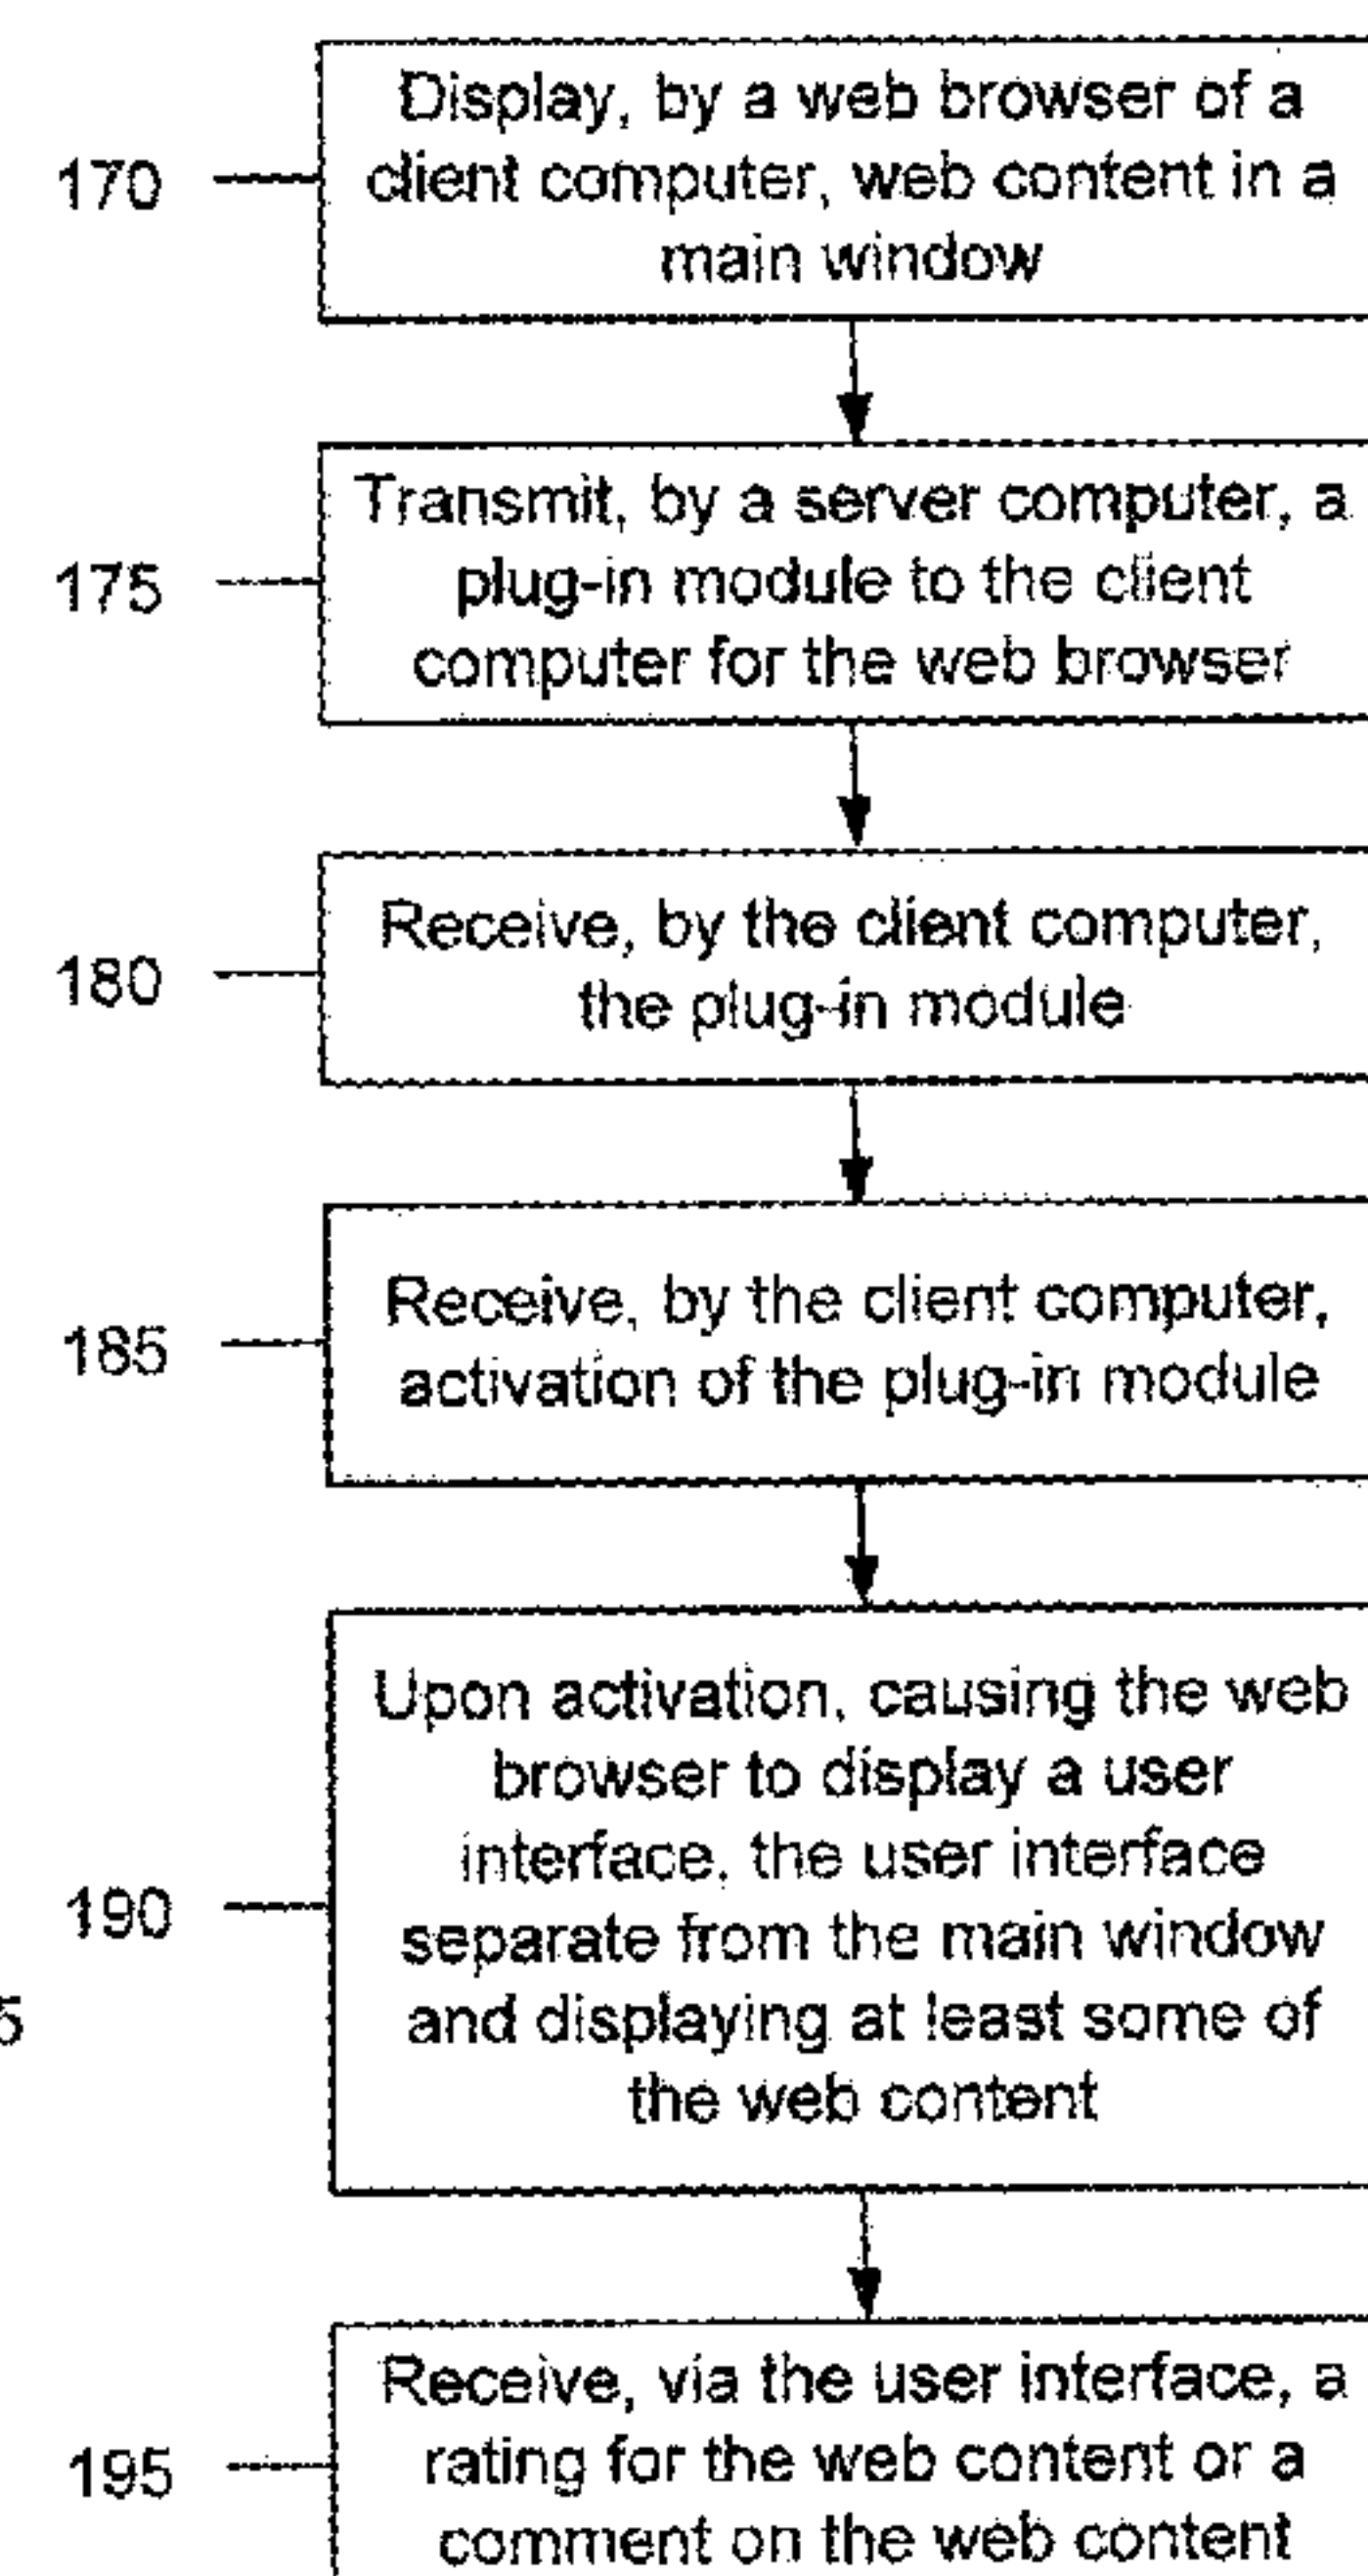 Display, by a web browser of a
170
client computer, web content in a
main window
Transmit, by a server computer, a
175
plug-in module to the client
computer for the web browser
Receive, by the client computer,
180
the plug-in module
Receive, by the client computer,
185
activation of the plug-in module
Upon activation, causing the web
browser to display a user
interface, the user interface
190
separate from the main window
5
and displaying at least some of
the web content
Receive, via the user interface, a
195
rating for the web content or a
comment on the web content